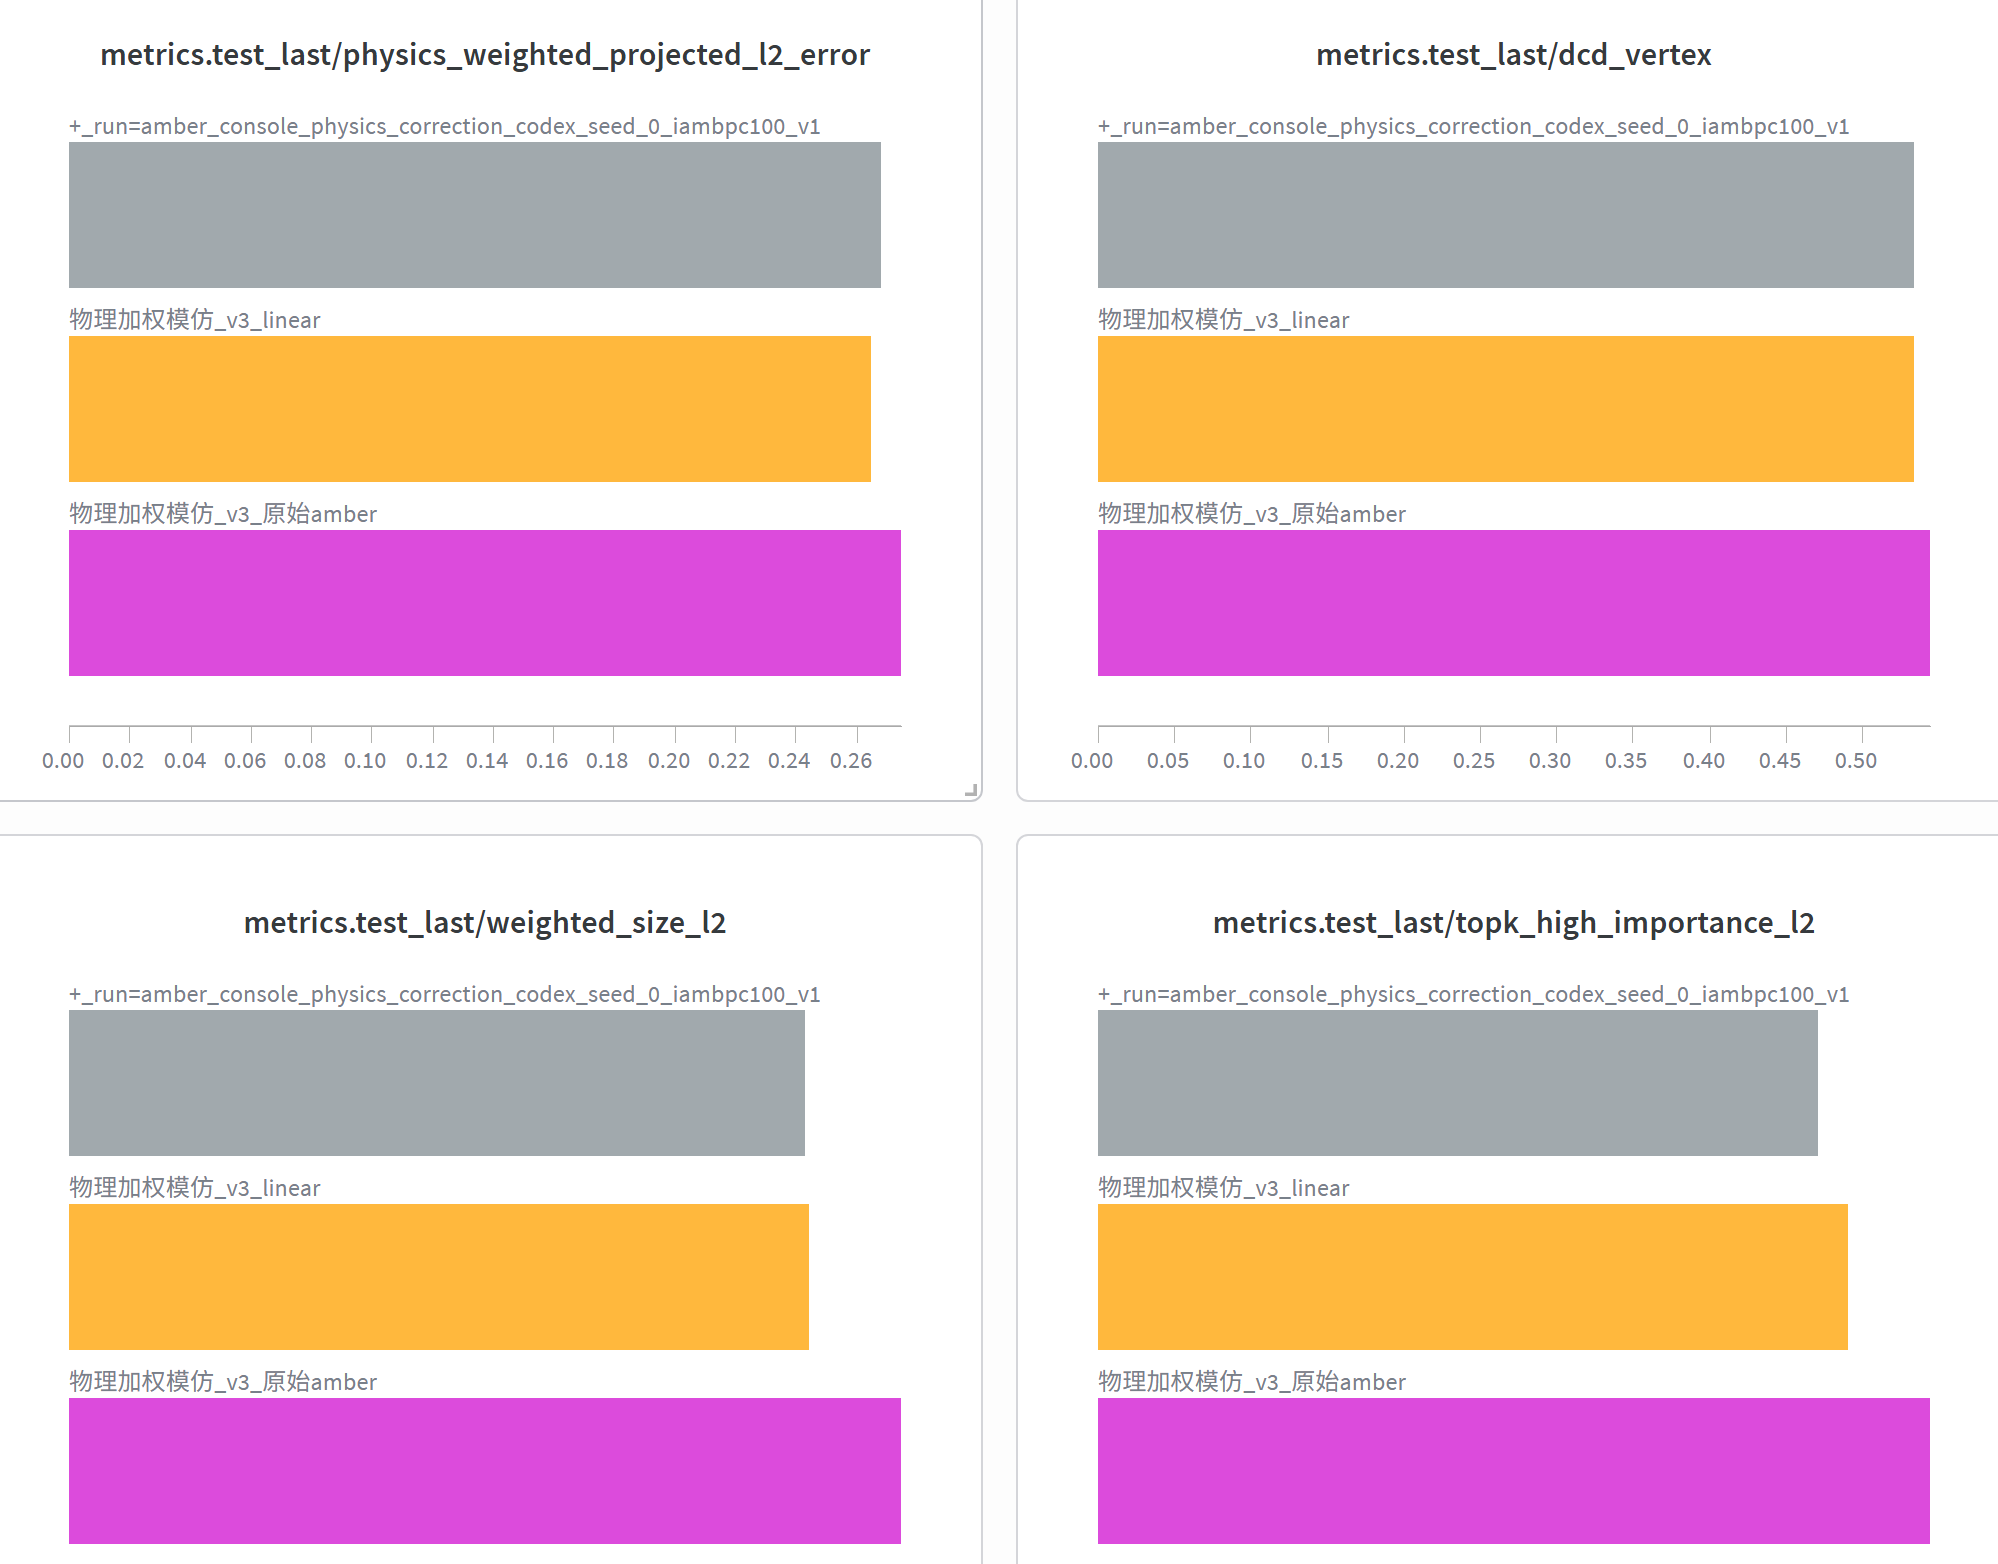 metrics.test_last/physics_weighted_projected_l2_error
+_run=amber_console_physics_correction_codex_seed_0_iambpc100_v1
物理加权模仿_v3_linear
物理加权模仿_v3_原始amber
0.00 0.02 0.04 0.06 0.08 0.10 0.12 0.14 0.16 0.18 0.20 0.22 0.24 0.26
metrics.test_last/dcd_vertex
+_run=amber_console_physics_correction_codex_seed_0_iambpc100_v1
物理加权模仿_v3_linear
物理加权模仿_v3_原始amber
0.00 0.05 0.10 0.15 0.20 0.25 0.30 0.35 0.40 0.45 0.50
metrics.test_last/weighted_size_l2
+_run=amber_console_physics_correction_codex_seed_0_iambpc100_v1
物理加权模仿_v3_linear
物理加权模仿_v3_原始amber
metrics.test_last/topk_high_importance_l2
+_run=amber_console_physics_correction_codex_seed_0_iambpc100_v1
物理加权模仿_v3_linear
物理加权模仿_v3_原始amber